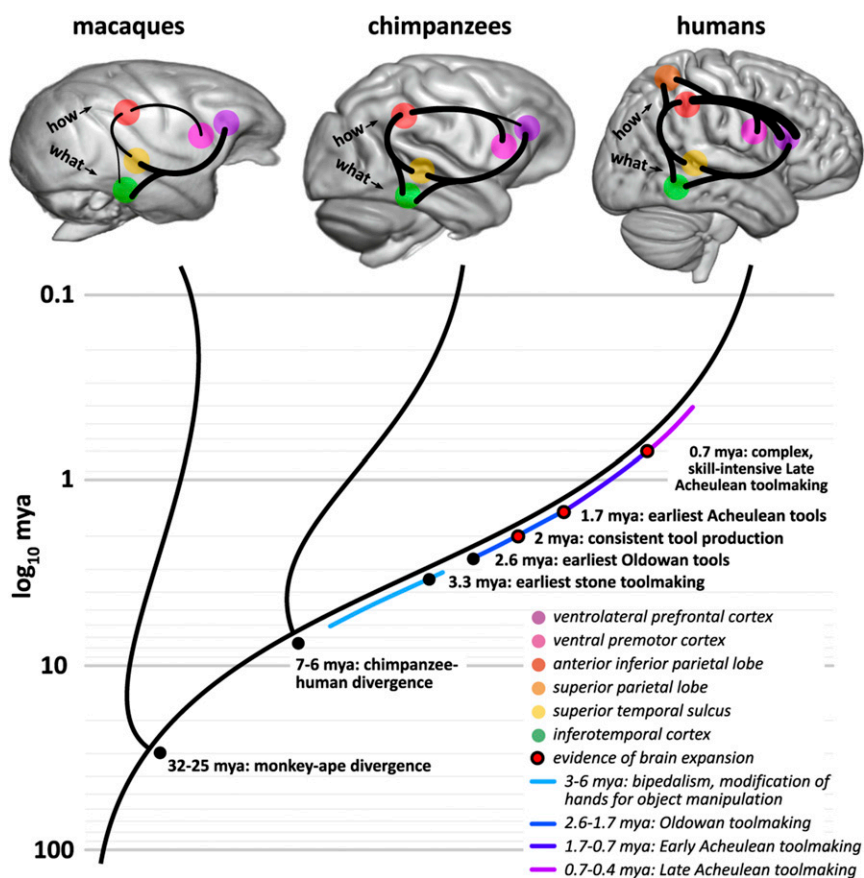 macaques
chimpanzees
humans
how→
what→
how→
what→
how→
what→
0.1
1
10
100
log10 mya
0.7 mya: complex,
skill-intensive Late
Acheulean toolmaking
1.7 mya: earliest Acheulean tools
2 mya: consistent tool production
2.6 mya: earliest Oldowan tools
3.3 mya: earliest stone toolmaking
7-6 mya: chimpanzee-
human divergence
32-25 mya: monkey-ape divergence
ventrolateral prefrontal cortex
ventral premotor cortex
anterior inferior parietal lobe
superior parietal lobe
superior temporal sulcus
inferotemporal cortex
evidence of brain expansion
3-6 mya: bipedalism, modification of
hands for object manipulation
2.6-1.7 mya: Oldowan toolmaking
1.7-0.7 mya: Early Acheulean toolmaking
0.7-0.4 mya: Late Acheulean toolmaking